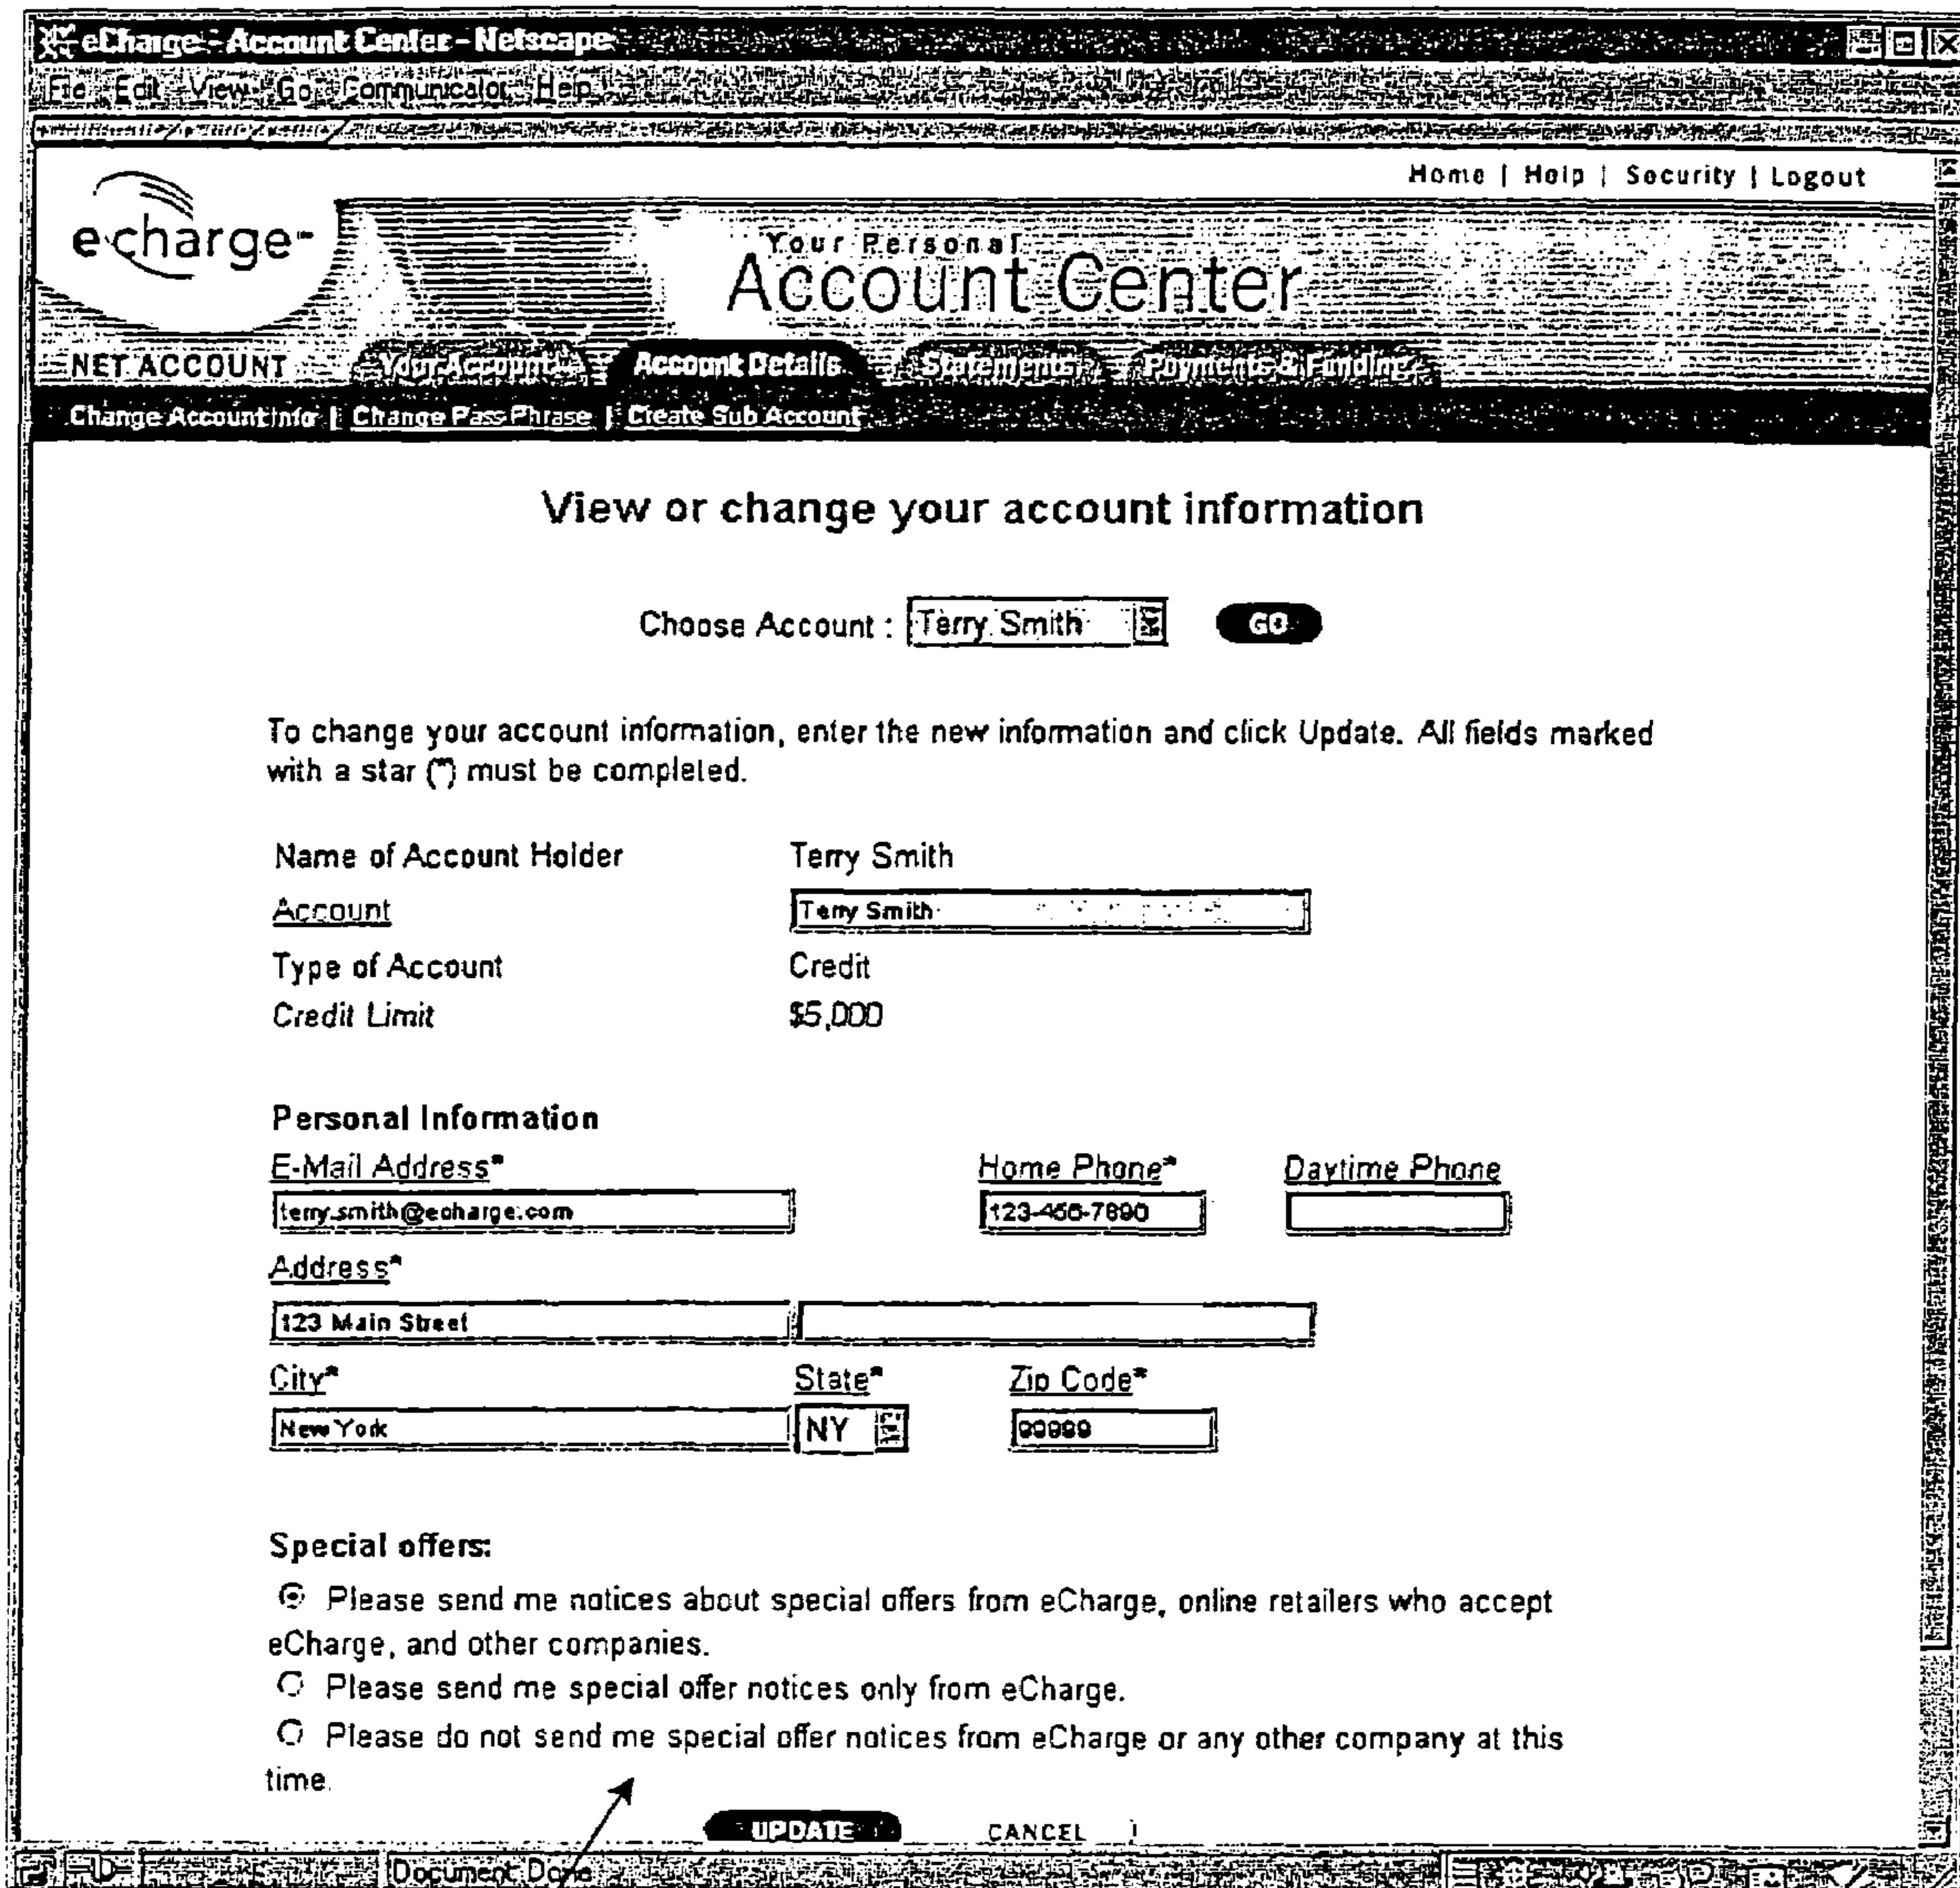 eCharge - Account Center - Netscape
File Edit View Go Communicator Help
Home | Help | Security | Logout
echarge
Your Personal
Account Center
NET ACCOUNT Your Account Account Details Statements Payments & Funding
Change Account Info | Change Pass Phrase | Create Sub Account
View or change your account information
Choose Account : Terry Smith GO
To change your account information, enter the new information and click Update. All fields marked
with a star (*) must be completed.
Name of Account Holder Terry Smith
Account Terry Smith
Type of Account Credit
Credit Limit $5,000
Personal Information
E-Mail Address* Home Phone* Daytime Phone
terry.smith@echarge.com 123-456-7890
Address*
123 Main Street
City* State* Zip Code*
New York NY 99999
Special offers:
Please send me notices about special offers from eCharge, online retailers who accept
eCharge, and other companies.
Please send me special offer notices only from eCharge.
Please do not send me special offer notices from eCharge or any other company at this
time.
UPDATE CANCEL
Document: Done